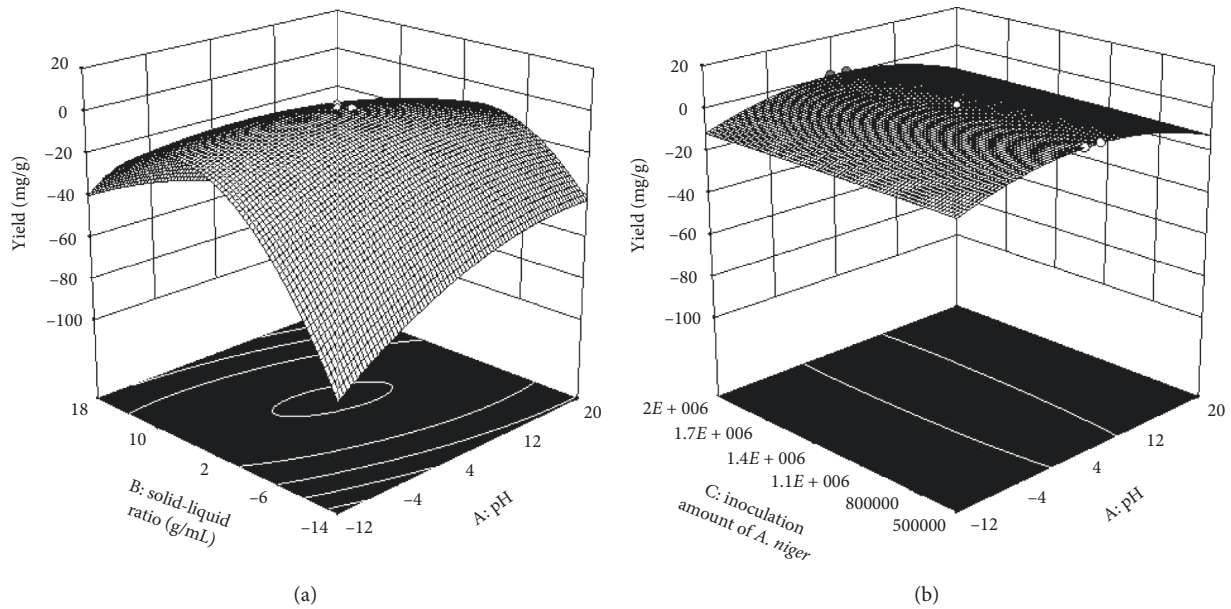 20
0
−20
−40
−60
−80
−100
Yield (mg/g)
18
10
2
−6
−14
B: solid-liquid
ratio (g/mL)
−12
−4
4
12
20
A: pH
(a)
20
0
−20
−40
−60
−80
−100
Yield (mg/g)
2E + 006
1.7E + 006
1.4E + 006
1.1E + 006
800000
500000
C: inoculation
amount of A. niger
−12
−4
4
12
20
A: pH
(b)